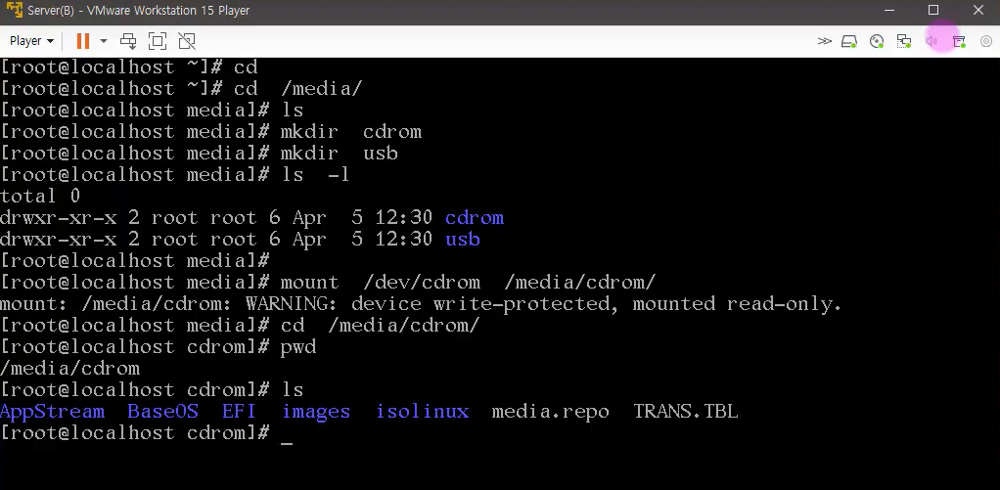 Server(B) - VMware Workstation 15 Player
Player
[root@localhost ~]# cd
[root@localhost ~]# cd  /media/
[root@localhost media]# ls
[root@localhost media]# mkdir  cdrom
[root@localhost media]# mkdir  usb
[root@localhost media]# ls  -l
total 0
drwxr-xr-x 2 root root 6 Apr  5 12:30 cdrom
drwxr-xr-x 2 root root 6 Apr  5 12:30 usb
[root@localhost media]#
[root@localhost media]# mount  /dev/cdrom  /media/cdrom/
mount: /media/cdrom: WARNING: device write-protected, mounted read-only.
[root@localhost media]# cd  /media/cdrom/
[root@localhost cdrom]# pwd
/media/cdrom
[root@localhost cdrom]# ls
AppStream  BaseOS  EFI  images  isolinux  media.repo  TRANS.TBL
[root@localhost cdrom]# _